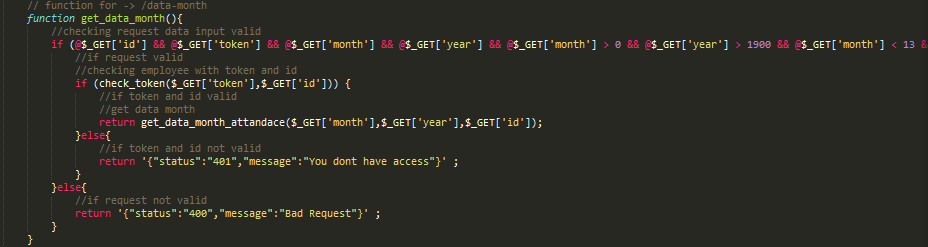 // function for -> /data-month
function get_data_month(){
//checking request data input valid
if (@$_GET['id'] && @$_GET['token'] && @$_GET['month'] && @$_GET['year'] && @$_GET['month'] > 0 && @$_GET['year'] > 1900 && @$_GET['month'] < 13 &
//if request valid
//checking employee with token and id
if (check_token($_GET['token'],$_GET['id'])) {
//if token and id valid
//get data month
return get_data_month_attandace($_GET['month'],$_GET['year'],$_GET['id']);
}else{
//if token and id not valid
return '{"status":"401","message":"You dont have access"}' ;
}
}else{
//if request not valid
return '{"status":"400","message":"Bad Request"}' ;
}
}